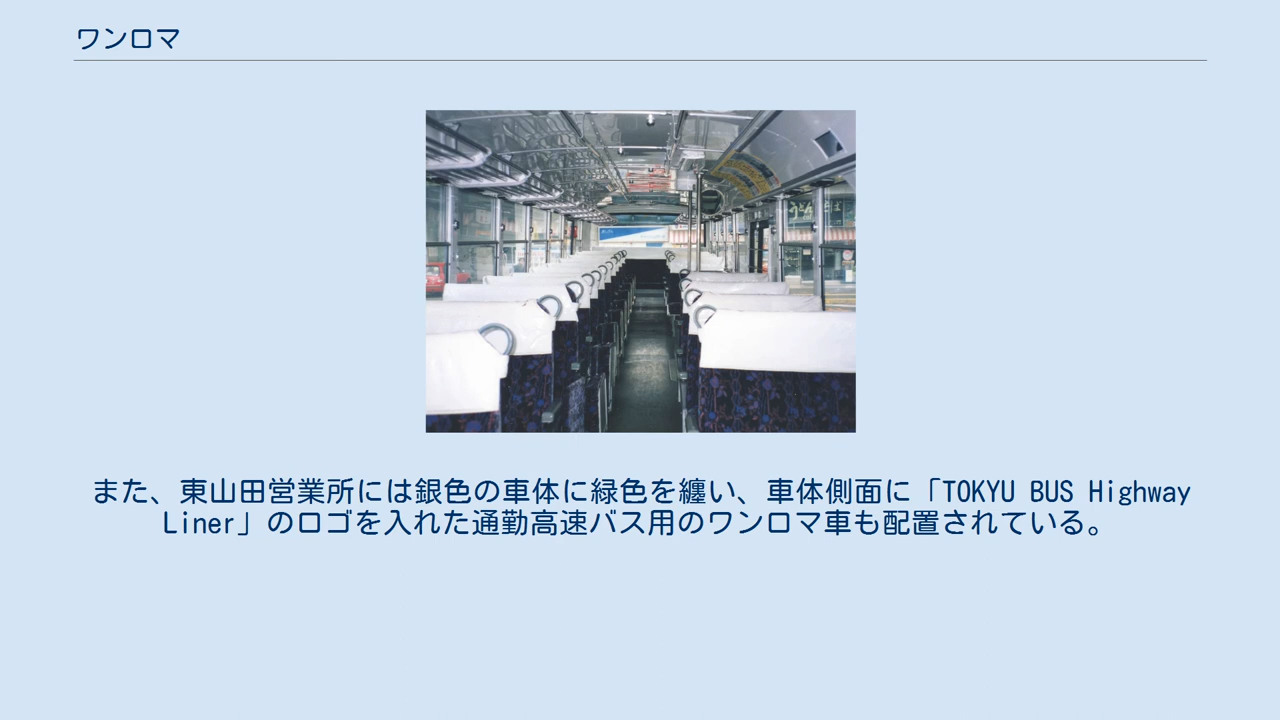 ワンロマ
また、東山田営業所には銀色の車体に緑色を纏い、車体側面に「TOKYU BUS Highway
Liner」のロゴを入れた通勤高速バス用のワンロマ車も配置されている。